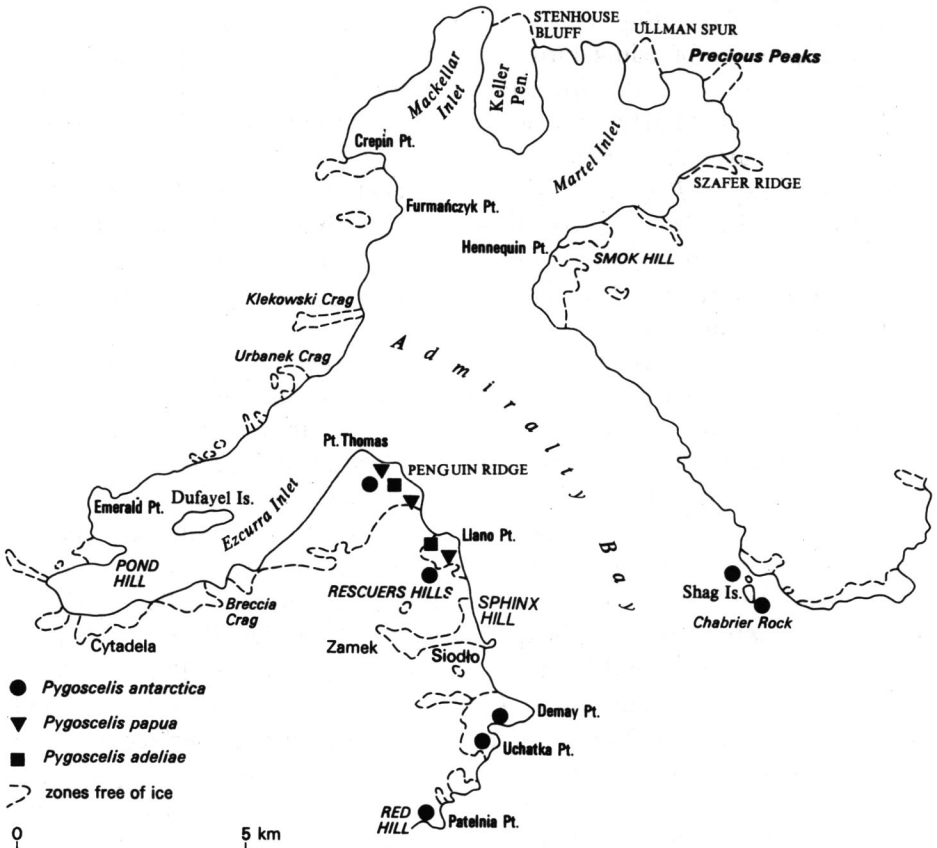 STENHOUSE
BLUFF
ULLMAN SPUR
Precious Peaks
Mackellar
Inlet
Keller
Pen.
Martel Inlet
Crepin Pt.
SZAFER RIDGE
Furmańczyk Pt.
Hennequin Pt.
SMOK HILL
Klekowski Crag
Urbanek Crag
Admiralty Bay
Pt. Thomas
PENGUIN RIDGE
Emerald Pt.
Dufayel Is.
Ezcurra Inlet
Llano Pt.
POND
HILL
RESCUERS HILLS
SPHINX
HILL
Shag Is.
Chabrier Rock
Breccia
Crag
Cytadela
Zamek
Siodło
Pygoscelis antarctica
Pygoscelis papua
Pygoscelis adeliae
zones free of ice
Demay Pt.
Uchatka Pt.
RED
HILL
Patelnia Pt.
0 5 km